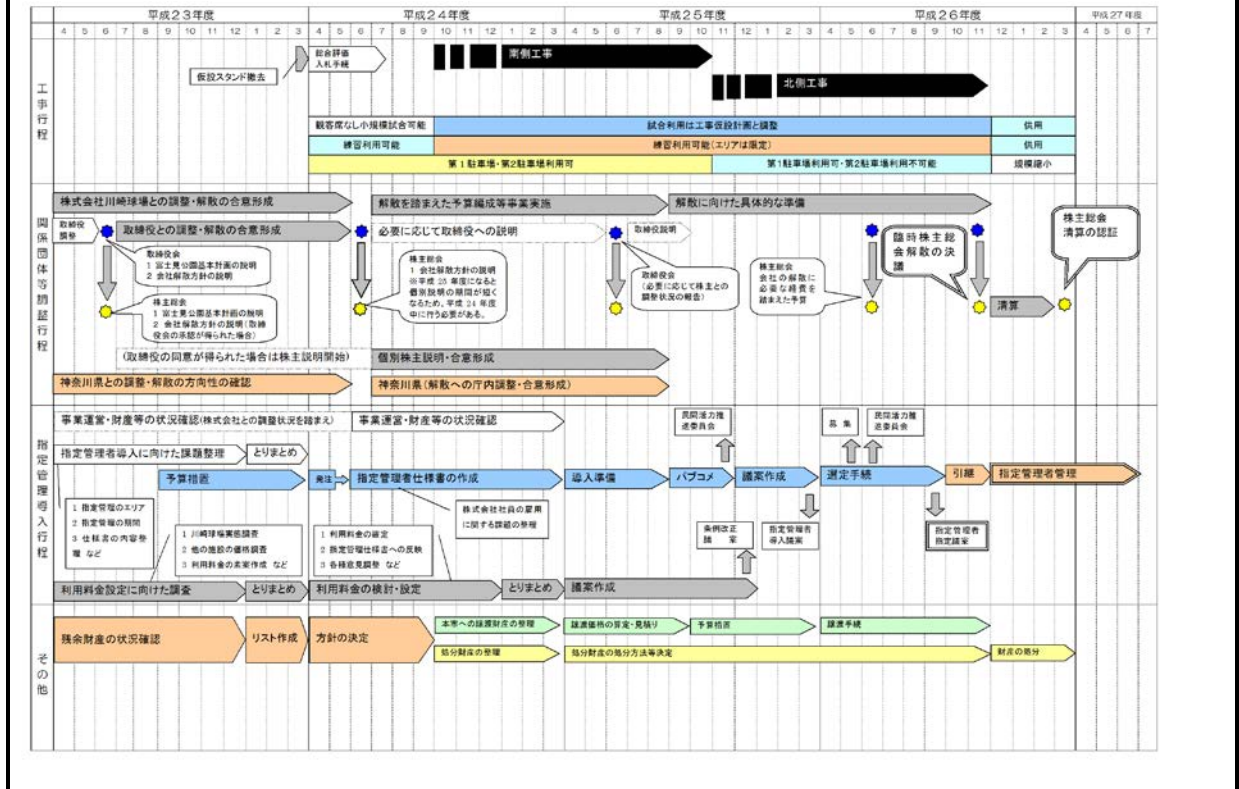 平成23年度 平成24年度 平成25年度 平成26年度 平成27年度
4 5 6 7 8 9 10 11 12 1 2 3 4 5 6 7 8 9 10 11 12 1 2 3 4 5 6 7 8 9 10 11 12 1 2 3 4 5 6 7 8 9 10 11 12 1 2 3 4 5 6 7
工事行程
仮設スタンド撤去
総合評価
入札手続
南側工事
北側工事
観客席なし小規模試合可能
試合利用は工事仮設計画と調整
供用
練習利用可能
練習利用可能(エリアは限定)
供用
第1駐車場・第2駐車場利用可
第1駐車場利用可・第2駐車場利用不可能
規模縮小
関係団体等調整行程
株式会社川崎球場との調整・解散の合意形成
解散を踏まえた予算編成等事業実施
解散に向けた具体的な準備
取締役
調整
取締役との調整・解散の合意形成
必要に応じて取締役への説明
取締役説明
取締役会
1 富士見公園基本計画の説明
2 会社解散方針の説明
株主総会
1 富士見公園基本計画の説明
2 会社解散方針の説明(取締
役会の承認が得られた場合)
株主総会
1 会社解散方針の説明
※平成 25 年度になると
個別説明の期間が短く
なるため、平成 24 年度
中に行う必要がある。
取締役会
(必要に応じて株主との
調整状況の報告)
株主総会
会社の解散に
必要な経費を
踏まえた予算
臨時株主総
会解散の決
議
株主総会
清算の認証
清算
(取締役の同意が得られた場合は株主説明開始)
個別株主説明・合意形成
神奈川県との調整・解散の方向性の確認
神奈川県(解散への庁内調整・合意形成)
指定管理導入行程
事業運営・財産等の状況確認(株式会社との調整状況を踏まえ)
事業運営・財産等の状況確認
民間活力推
進委員会
募 集
民間活力推
進委員会
指定管理者導入に向けた課題整理
とりまとめ
予算措置
発注
指定管理者仕様書の作成
導入準備
パブコメ
議案作成
選定手続
引継
指定管理者管理
1 指定管理のエリア
2 指定管理の期間
3 仕様書の内容整
理 など
1 川崎球場実態調査
2 他の施設の価格調査
3 利用料金の素案作成 など
1 利用料金の確定
2 指定管理仕様書への反映
3 各種意見調整 など
株式会社社員の雇用
に関する課題の整理
条例改正
議 案
指定管理者
導入議案
指定管理者
指定議案
利用料金設定に向けた調査
とりまとめ
利用料金の検討・設定
とりまとめ
議案作成
その他
残余財産の状況確認
リスト作成
方針の決定
本市への譲渡財産の整理
譲渡価格の算定・見積り
予算措置
譲渡手続
処分財産の整理
処分財産の処分方法等決定
財産の処分